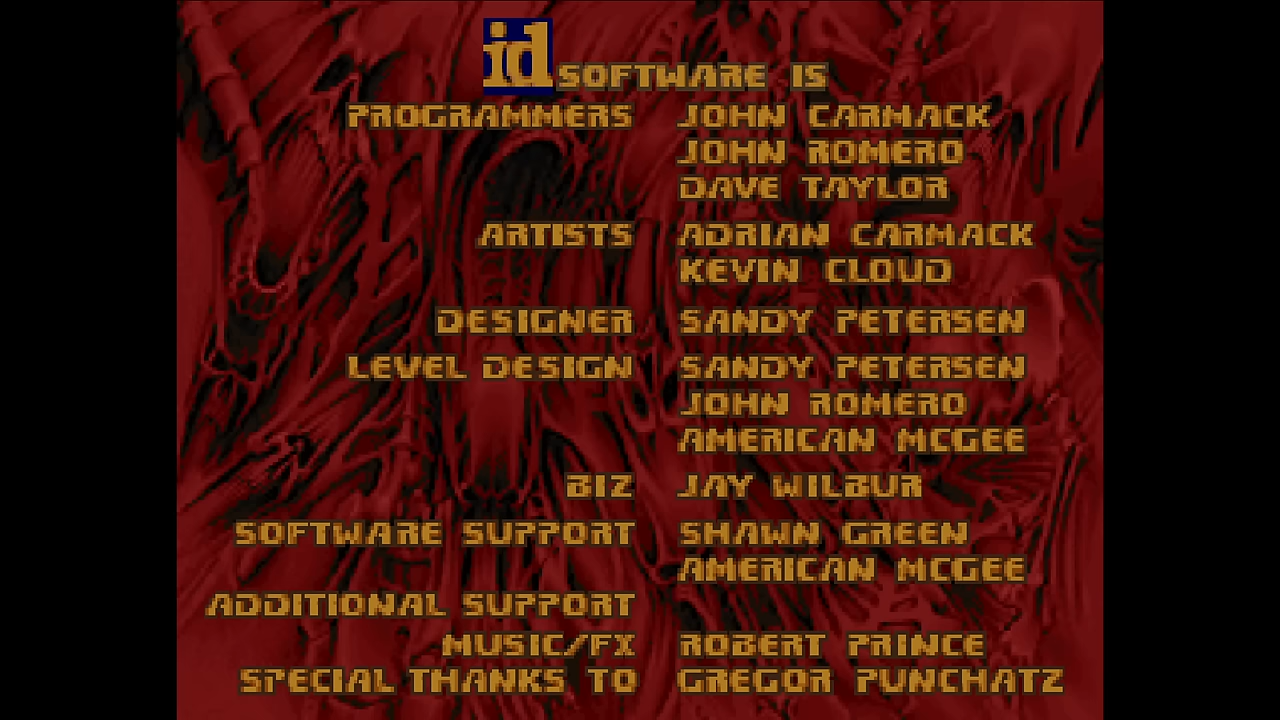 id SOFTWARE IS
PROGRAMMERS JOHN CARMACK
JOHN ROMERO
DAVE TAYLOR
ARTISTS ADRIAN CARMACK
KEVIN CLOUD
DESIGNER SANDY PETERSEN
LEVEL DESIGN SANDY PETERSEN
JOHN ROMERO
AMERICAN MCGEE
BIZ JAY WILBUR
SOFTWARE SUPPORT SHAWN GREEN
AMERICAN MCGEE
ADDITIONAL SUPPORT
MUSIC/FX ROBERT PRINCE
SPECIAL THANKS TO GREGOR PUNCHATZ